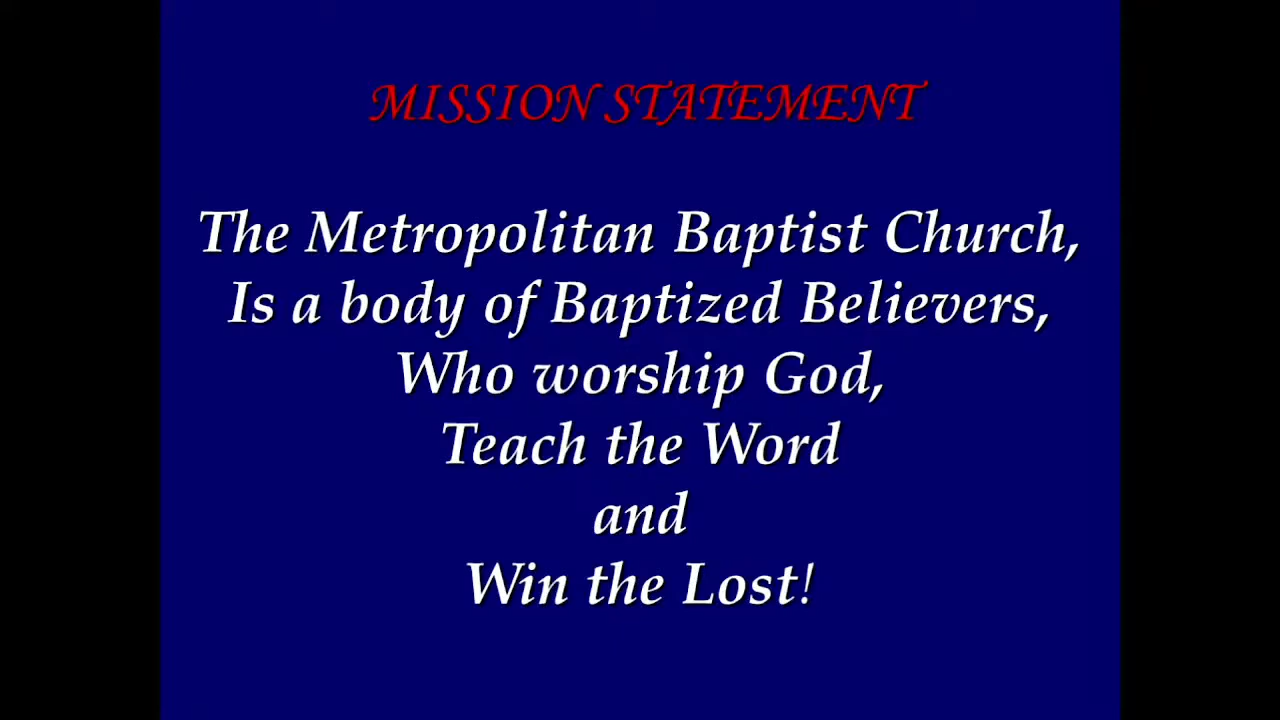 MISSION STATEMENT
The Metropolitan Baptist Church,
Is a body of Baptized Believers,
Who worship God,
Teach the Word
and
Win the Lost!